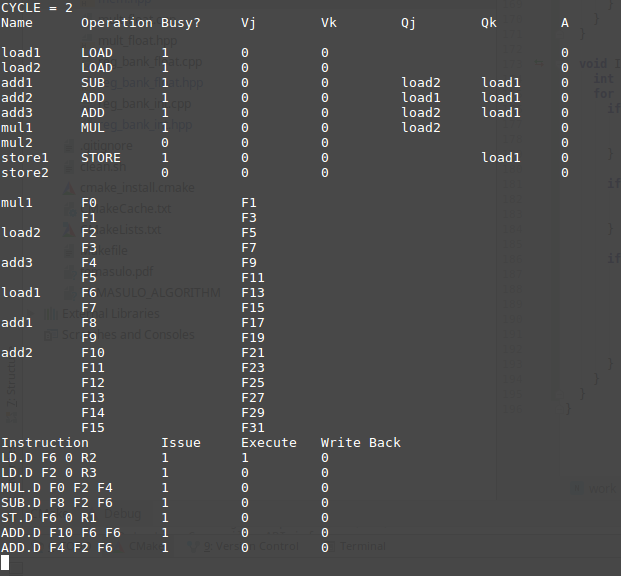 CYCLE = 2
Name Operation Busy? Vj Vk Qj Qk A
load1 LOAD 1 0 0 0
load2 LOAD 1 0 0 0
add1 SUB 1 0 0 load2 load1 0
add2 ADD 1 0 0 load1 load1 0
add3 ADD 1 0 0 load2 load1 0
mul1 MUL 1 0 0 load2 0
mul2 0 0 0 0
store1 STORE 1 0 0 load1 0
store2 0 0 0 0
mul1 F0 F1
F1 F3
load2 F2 F5
F3 F7
add3 F4 F9
F5 F11
load1 F6 F13
F7 F15
add1 F8 F17
F9 F19
add2 F10 F21
F11 F23
F12 F25
F13 F27
F14 F29
F15 F31
Instruction Issue Execute Write Back
LD.D F6 0 R2 1 1 0
LD.D F2 0 R3 1 0 0
MUL.D F0 F2 F4 1 0 0
SUB.D F8 F2 F6 1 0 0
ST.D F6 0 R1 1 0 0
ADD.D F10 F6 F6 1 0 0
ADD.D F4 F2 F6 1 0 0